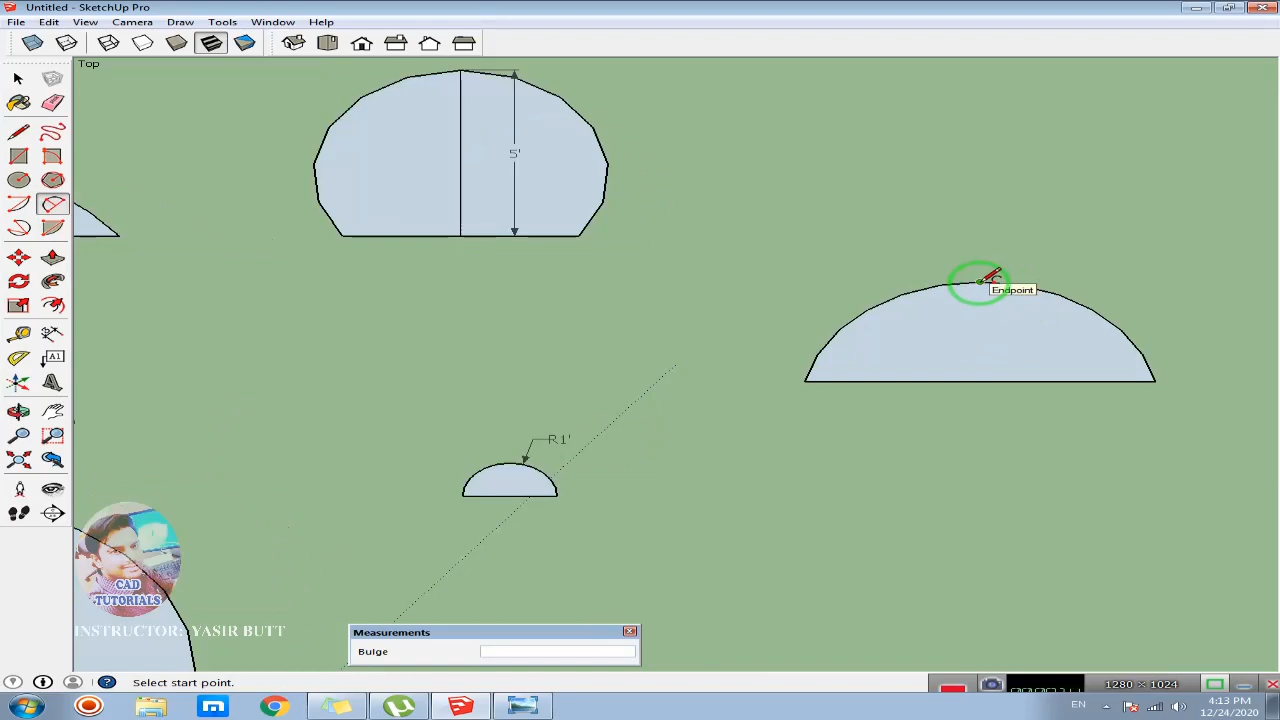 Untitled - SketchUp Pro
File Edit View Camera Draw Tools Window Help
Top
5'
Endpoint
R1'
A1
CAD
TUTORIALS
INSTRUCTOR: YASIR BUTT
Measurements
Bulge
Select start point.
1280 × 1024
EN
4:13 PM
12/24/2020